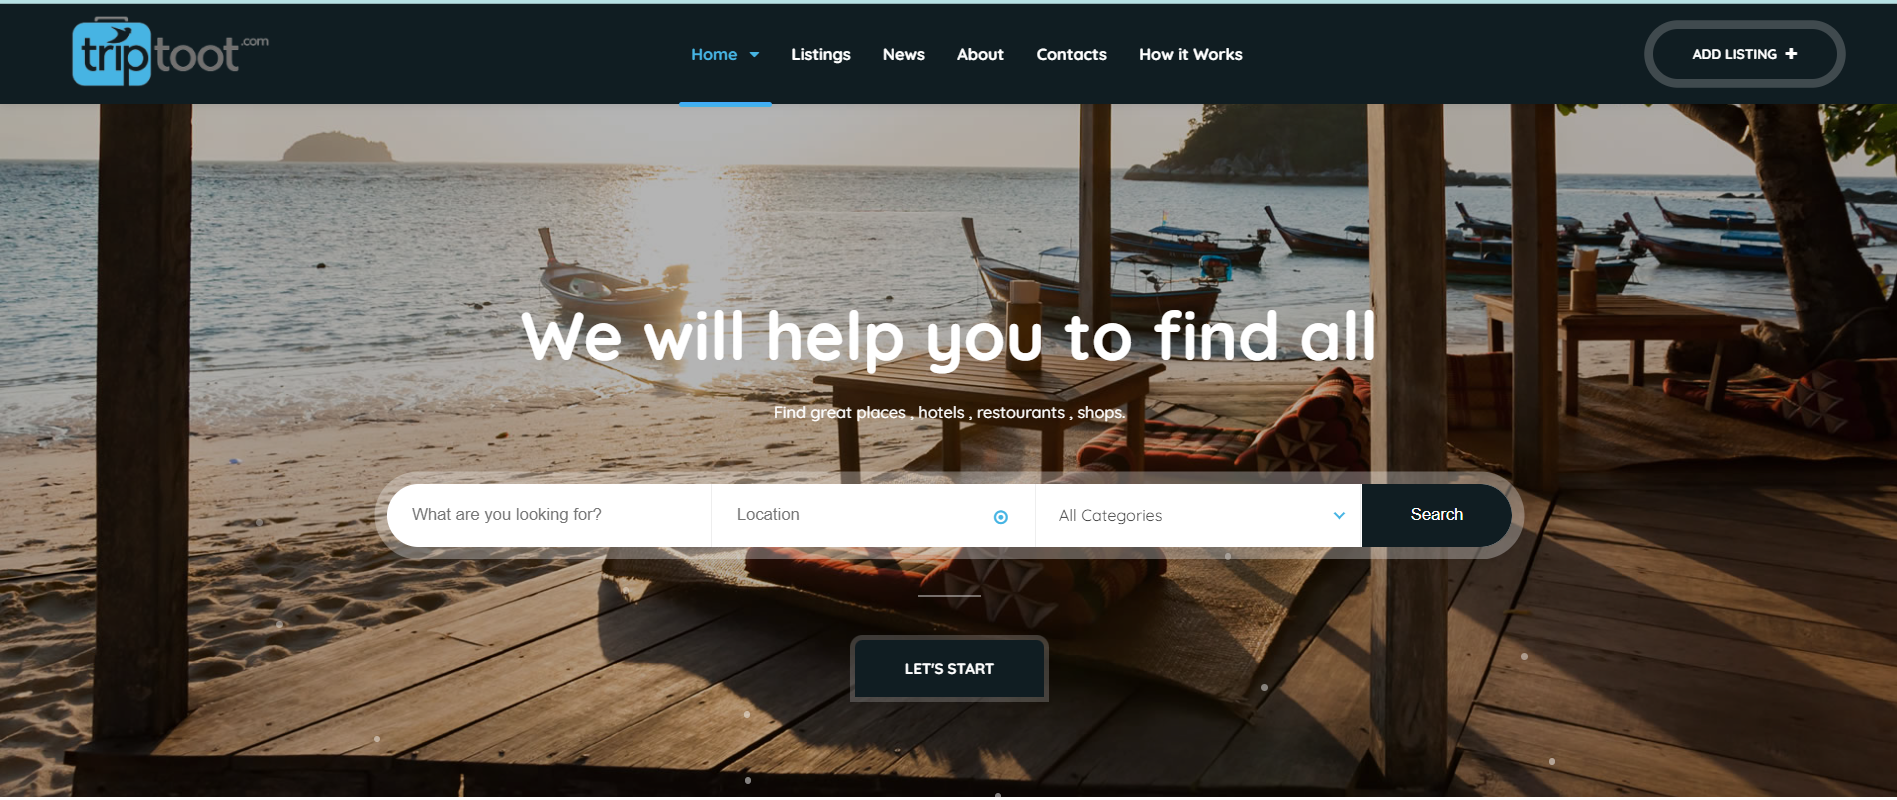 triptoot.com
Home
Listings
News
About
Contacts
How it Works
ADD LISTING
We will help you to find all
Find great places , hotels , restourants , shops.
What are you looking for?
Location
All Categories
Search
LET'S START